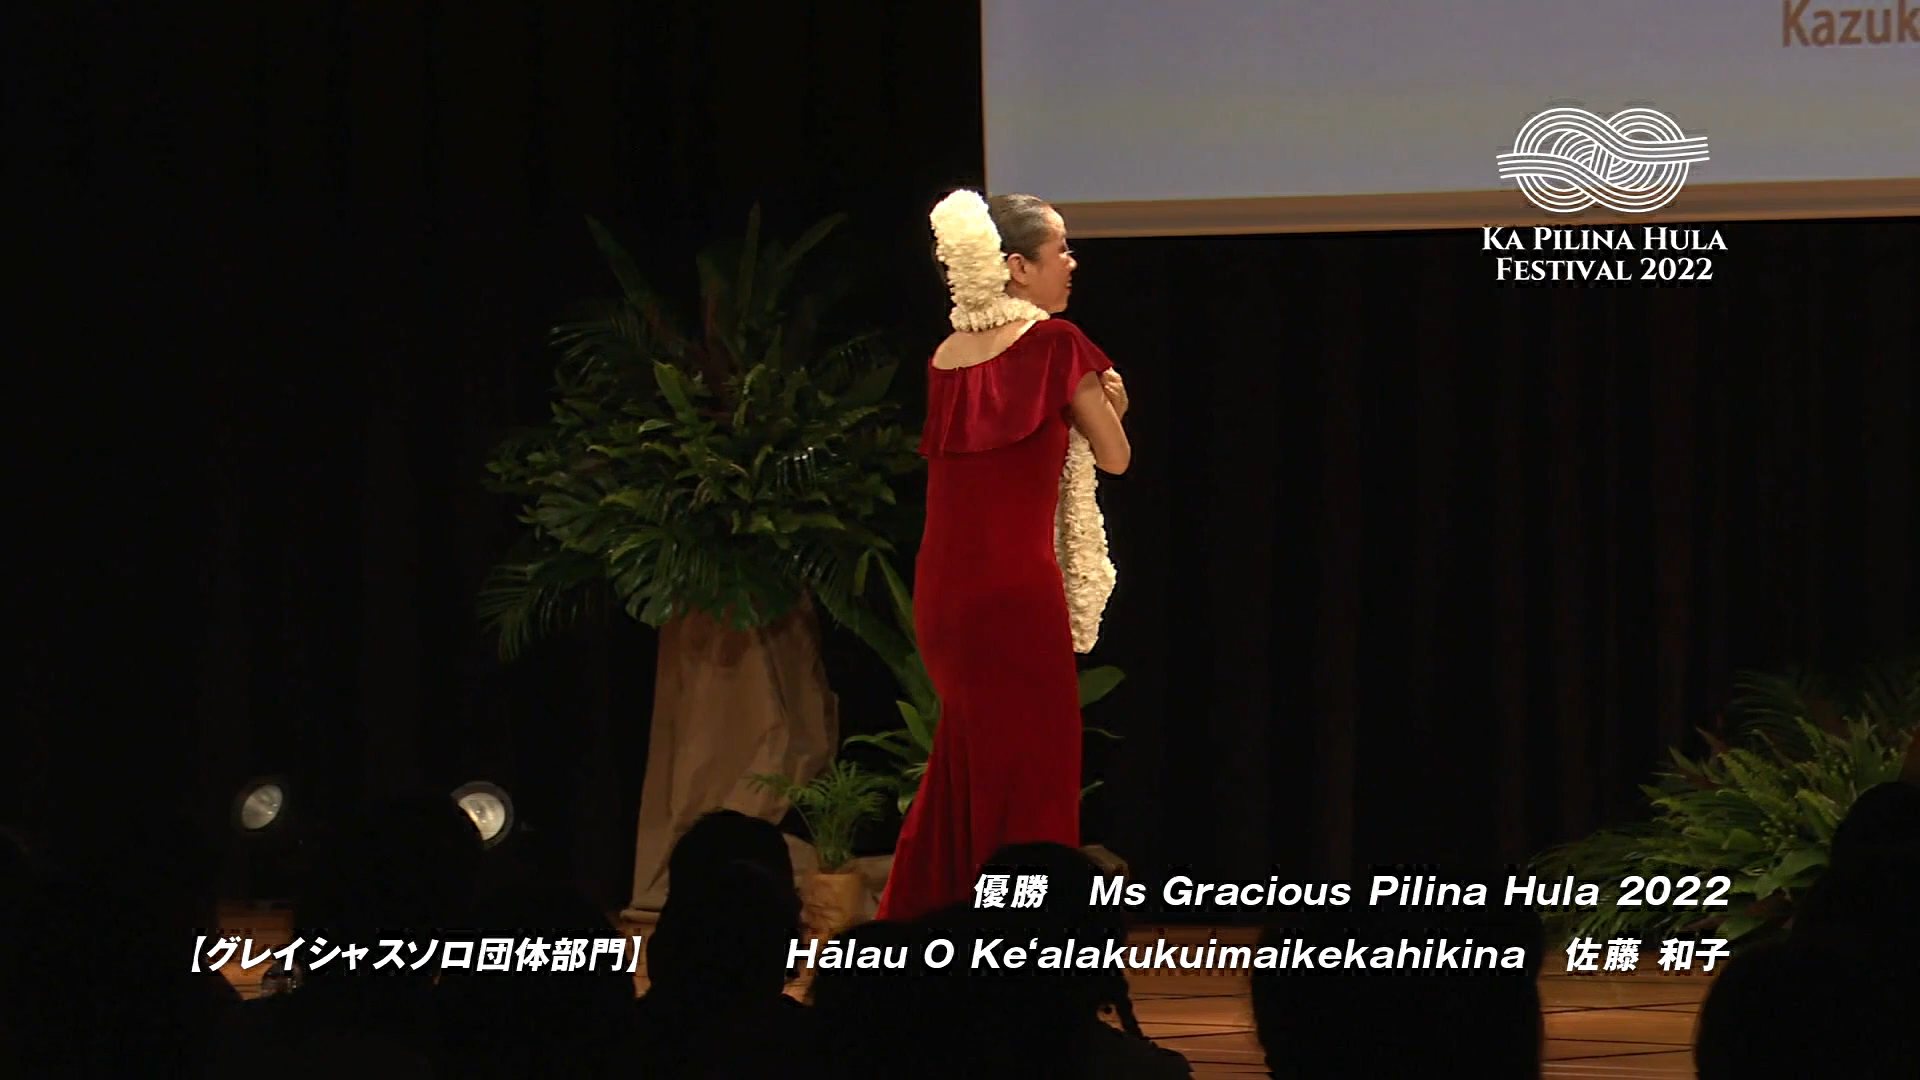 Kazuk
KA PILINA HULA
FESTIVAL 2022
優勝　Ms Gracious Pilina Hula 2022
【グレイシャスソロ団体部門】　Hālau O Keʻalakukuimaikekahikina　佐藤 和子